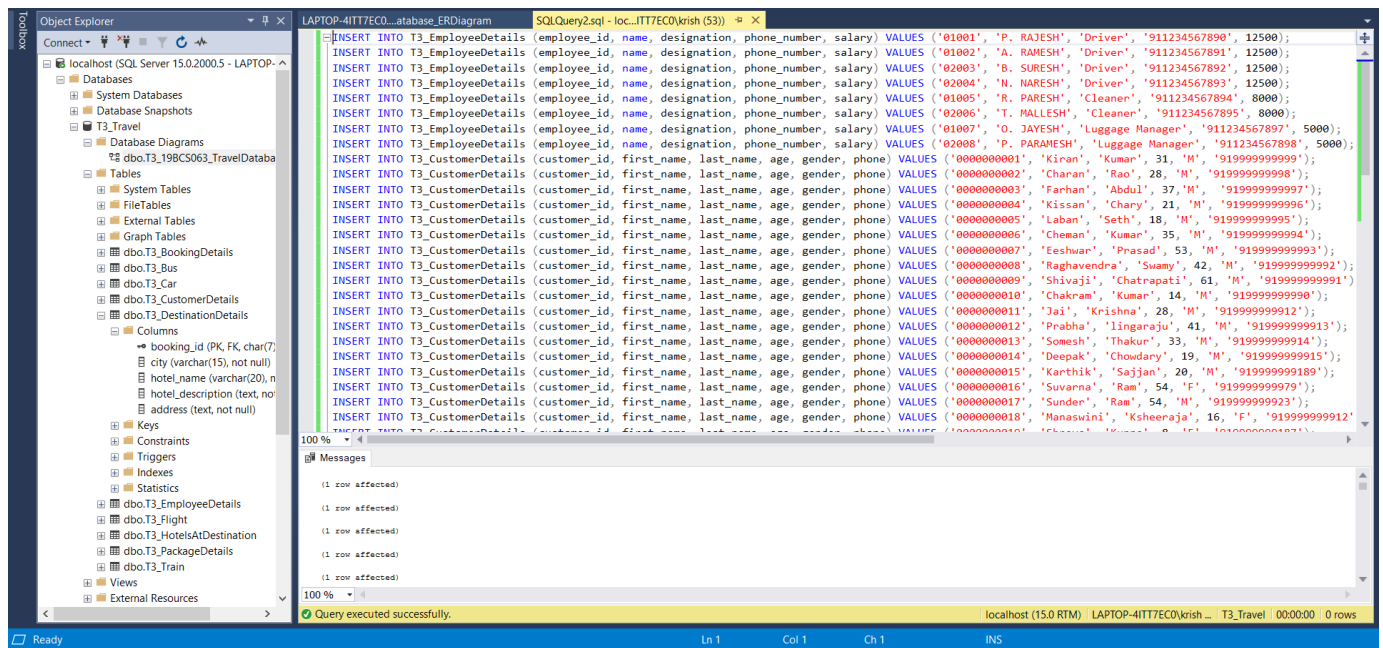 Toolbox
Object Explorer
Connect
localhost (SQL Server 15.0.2000.5 - LAPTOP-
Databases
System Databases
Database Snapshots
T3_Travel
Database Diagrams
dbo.T3_19BCS063_TravelDataba
Tables
System Tables
FileTables
External Tables
Graph Tables
dbo.T3_BookingDetails
dbo.T3_Bus
dbo.T3_Car
dbo.T3_CustomerDetails
dbo.T3_DestinationDetails
Columns
booking_id (PK, FK, char(7)
city (varchar(15), not null)
hotel_name (varchar(20), n
hotel_description (text, not
address (text, not null)
Keys
Constraints
Triggers
Indexes
Statistics
dbo.T3_EmployeeDetails
dbo.T3_Flight
dbo.T3_HotelsAtDestination
dbo.T3_PackageDetails
dbo.T3_Train
Views
External Resources
LAPTOP-4ITT7EC0....atabase_ERDiagram
SQLQuery2.sql - loc...ITT7EC0\krish (53))
INSERT INTO T3_EmployeeDetails (employee_id, name, designation, phone_number, salary) VALUES ('01001', 'P. RAJESH', 'Driver', '911234567890', 12500);
INSERT INTO T3_EmployeeDetails (employee_id, name, designation, phone_number, salary) VALUES ('01002', 'A. RAMESH', 'Driver', '911234567891', 12500);
INSERT INTO T3_EmployeeDetails (employee_id, name, designation, phone_number, salary) VALUES ('02003', 'B. SURESH', 'Driver', '911234567892', 12500);
INSERT INTO T3_EmployeeDetails (employee_id, name, designation, phone_number, salary) VALUES ('02004', 'N. NARESH', 'Driver', '911234567893', 12500);
INSERT INTO T3_EmployeeDetails (employee_id, name, designation, phone_number, salary) VALUES ('01005', 'R. PARESH', 'Cleaner', '911234567894', 8000);
INSERT INTO T3_EmployeeDetails (employee_id, name, designation, phone_number, salary) VALUES ('02006', 'T. MALLESH', 'Cleaner', '911234567895', 8000);
INSERT INTO T3_EmployeeDetails (employee_id, name, designation, phone_number, salary) VALUES ('01007', 'O. JAYESH', 'Luggage Manager', '911234567897', 5000);
INSERT INTO T3_EmployeeDetails (employee_id, name, designation, phone_number, salary) VALUES ('02008', 'P. PARAMESH', 'Luggage Manager', '911234567898', 5000);
INSERT INTO T3_CustomerDetails (customer_id, first_name, last_name, age, gender, phone) VALUES ('0000000001', 'Kiran', 'Kumar', 31, 'M', '919999999999');
INSERT INTO T3_CustomerDetails (customer_id, first_name, last_name, age, gender, phone) VALUES ('0000000002', 'Charan', 'Rao', 28, 'M', '919999999998');
INSERT INTO T3_CustomerDetails (customer_id, first_name, last_name, age, gender, phone) VALUES ('0000000003', 'Farhan', 'Abdul', 37,'M', '919999999997');
INSERT INTO T3_CustomerDetails (customer_id, first_name, last_name, age, gender, phone) VALUES ('0000000004', 'Kissan', 'Chary', 21, 'M', '919999999996');
INSERT INTO T3_CustomerDetails (customer_id, first_name, last_name, age, gender, phone) VALUES ('0000000005', 'Laban', 'Seth', 18, 'M', '919999999995');
INSERT INTO T3_CustomerDetails (customer_id, first_name, last_name, age, gender, phone) VALUES ('0000000006', 'Cheman', 'Kumar', 35, 'M', '919999999994');
INSERT INTO T3_CustomerDetails (customer_id, first_name, last_name, age, gender, phone) VALUES ('0000000007', 'Eeshwar', 'Prasad', 53, 'M', '919999999993');
INSERT INTO T3_CustomerDetails (customer_id, first_name, last_name, age, gender, phone) VALUES ('0000000008', 'Raghavendra', 'Swamy', 42, 'M', '919999999992');
INSERT INTO T3_CustomerDetails (customer_id, first_name, last_name, age, gender, phone) VALUES ('0000000009', 'Shivaji', 'Chatrapati', 61, 'M', '919999999991')
INSERT INTO T3_CustomerDetails (customer_id, first_name, last_name, age, gender, phone) VALUES ('0000000010', 'Chakram', 'Kumar', 14, 'M', '919999999990');
INSERT INTO T3_CustomerDetails (customer_id, first_name, last_name, age, gender, phone) VALUES ('0000000011', 'Jai', 'Krishna', 28, 'M', '919999999912');
INSERT INTO T3_CustomerDetails (customer_id, first_name, last_name, age, gender, phone) VALUES ('0000000012', 'Prabha', 'lingaraju', 41, 'M', '919999999913');
INSERT INTO T3_CustomerDetails (customer_id, first_name, last_name, age, gender, phone) VALUES ('0000000013', 'Somesh', 'Thakur', 33, 'M', '919999999914');
INSERT INTO T3_CustomerDetails (customer_id, first_name, last_name, age, gender, phone) VALUES ('0000000014', 'Deepak', 'Chowdary', 19, 'M', '919999999915');
INSERT INTO T3_CustomerDetails (customer_id, first_name, last_name, age, gender, phone) VALUES ('0000000015', 'Karthik', 'Sajjan', 20, 'M', '919999999189');
INSERT INTO T3_CustomerDetails (customer_id, first_name, last_name, age, gender, phone) VALUES ('0000000016', 'Suvarna', 'Ram', 54, 'F', '919999999979');
INSERT INTO T3_CustomerDetails (customer_id, first_name, last_name, age, gender, phone) VALUES ('0000000017', 'Sunder', 'Ram', 54, 'M', '919999999923');
INSERT INTO T3_CustomerDetails (customer_id, first_name, last_name, age, gender, phone) VALUES ('0000000018', 'Manaswini', 'Ksheeraja', 16, 'F', '919999999912'
100 %
Messages
(1 row affected)
(1 row affected)
(1 row affected)
(1 row affected)
(1 row affected)
100 %
Query executed successfully.
localhost (15.0 RTM)
LAPTOP-4ITT7EC0\krish ...
T3_Travel
00:00:00
0 rows
Ready
Ln 1
Col 1
Ch 1
INS